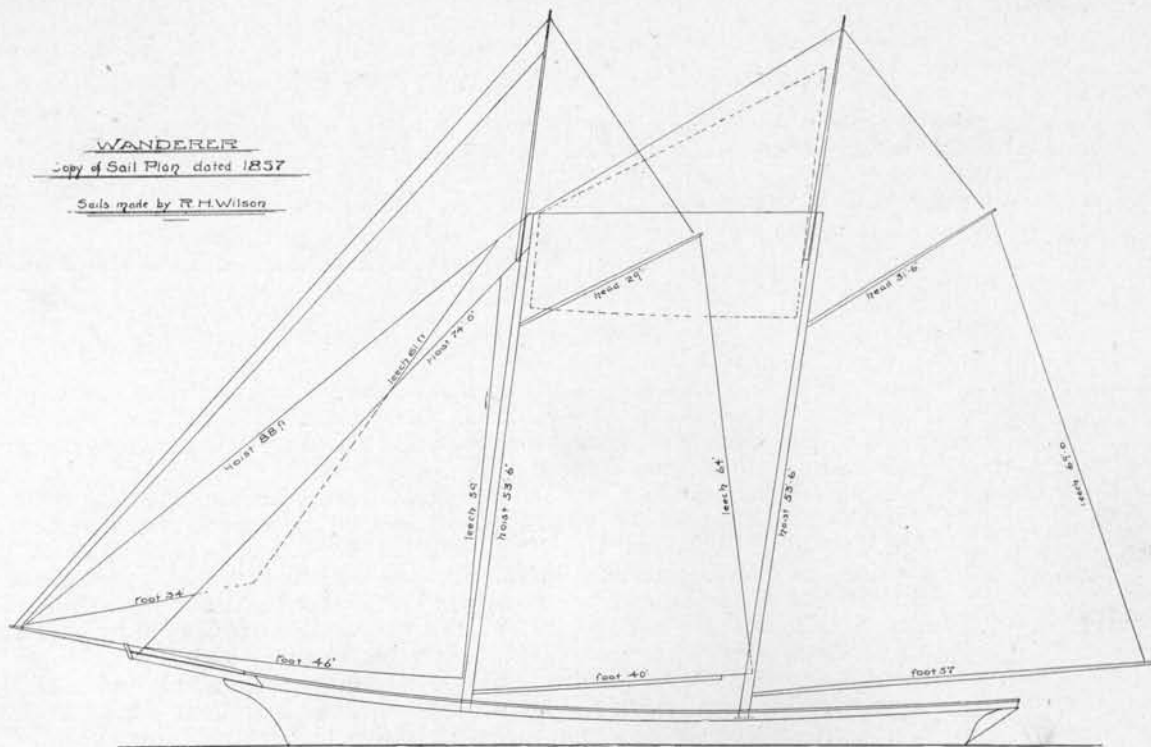 WANDERER
Copy of Sail Plan dated 1857
Sails made by R.H. Wilson
head 29'
head 31·6"
leech 61 ft
hoist 74·0'
hoist 88 ft
leech 39
hoist 53·6"
leech 64'
hoist 53·6"
leech
foot 34'
foot 46'
foot 40'
foot 57